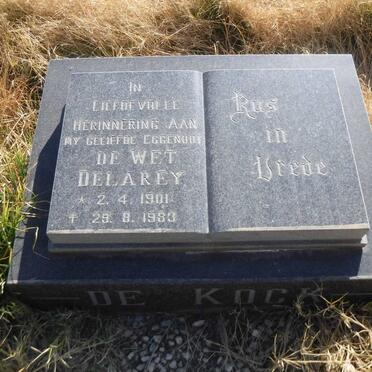 IN
LIEFDEVOLLE
HERINNERING AAN
MY GELIEFDE EGGENOOT
DE WET
DELAREY
* 2. 4. 1901
† 29. 8. 1983
Rus
in
Vrede
DE KOCK